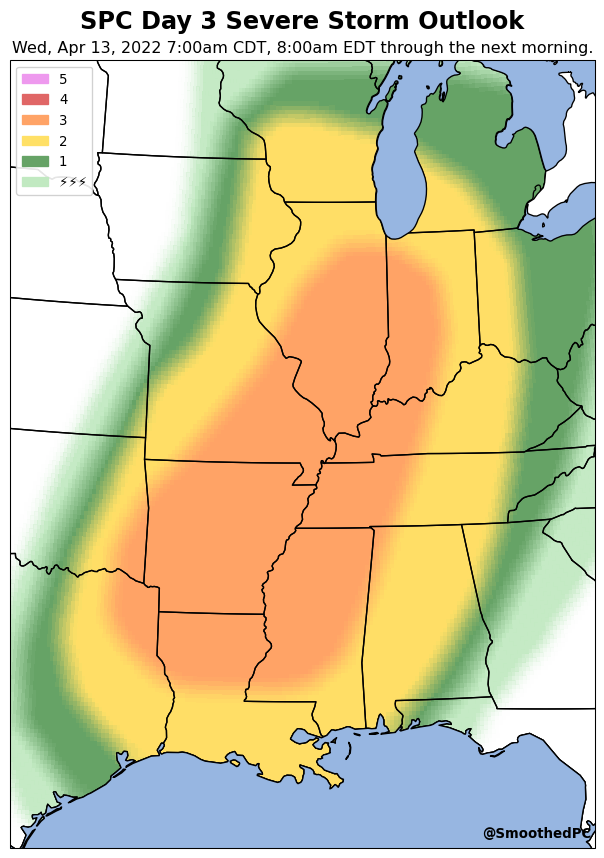 SPC Day 3 Severe Storm Outlook
Wed, Apr 13, 2022 7:00am CDT, 8:00am EDT through the next morning.
5
4
3
2
1
⚡⚡⚡
@SmoothedPC